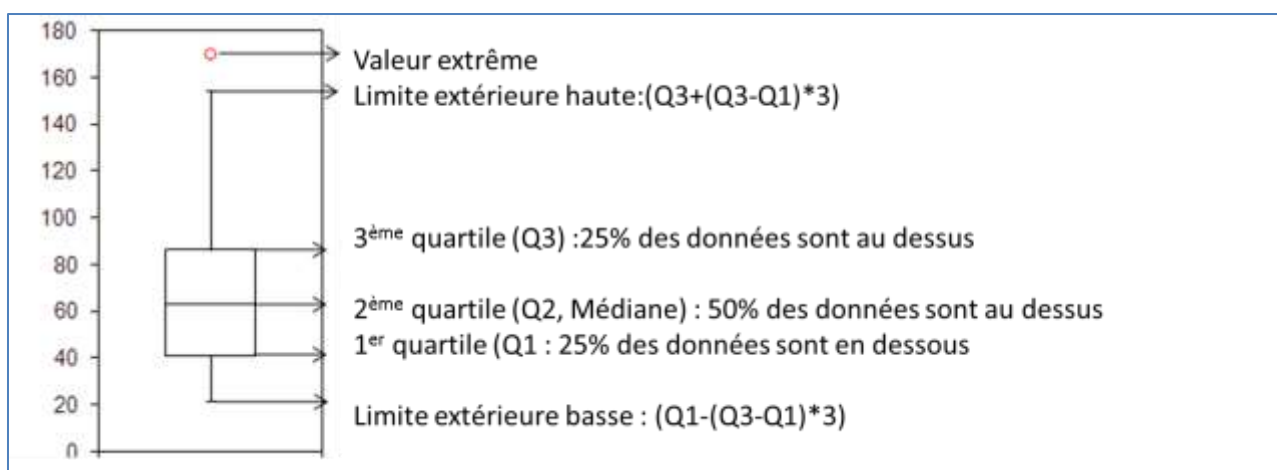 180
160
140
120
100
80
60
40
20
0
Valeur extrême
Limite extérieure haute:(Q3+(Q3-Q1)*3)
3ème quartile (Q3) :25% des données sont au dessus
2ème quartile (Q2, Médiane) : 50% des données sont au dessus
1er quartile (Q1 : 25% des données sont en dessous
Limite extérieure basse : (Q1-(Q3-Q1)*3)